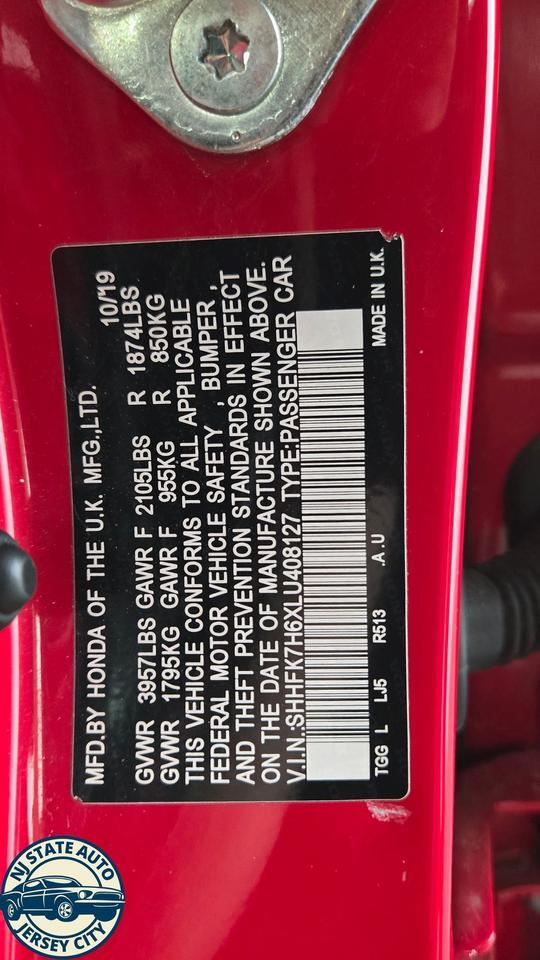 MFD.BY HONDA OF THE U.K. MFG.,LTD. 10/19
GVWR 3957LBS GAWR F 2105LBS R 1874LBS
GVWR 1795KG GAWR F 955KG R 850KG
THIS VEHICLE CONFORMS TO ALL APPLICABLE
FEDERAL MOTOR VEHICLE SAFETY , BUMPER ,
AND THEFT PREVENTION STANDARDS IN EFFECT
ON THE DATE OF MANUFACTURE SHOWN ABOVE.
V.I.N.:SHHFK7H6XLU408127 TYPE:PASSENGER CAR
TGG L LJ5 R513 .A.U MADE IN U.K.
NJ STATE AUTO
JERSEY CITY